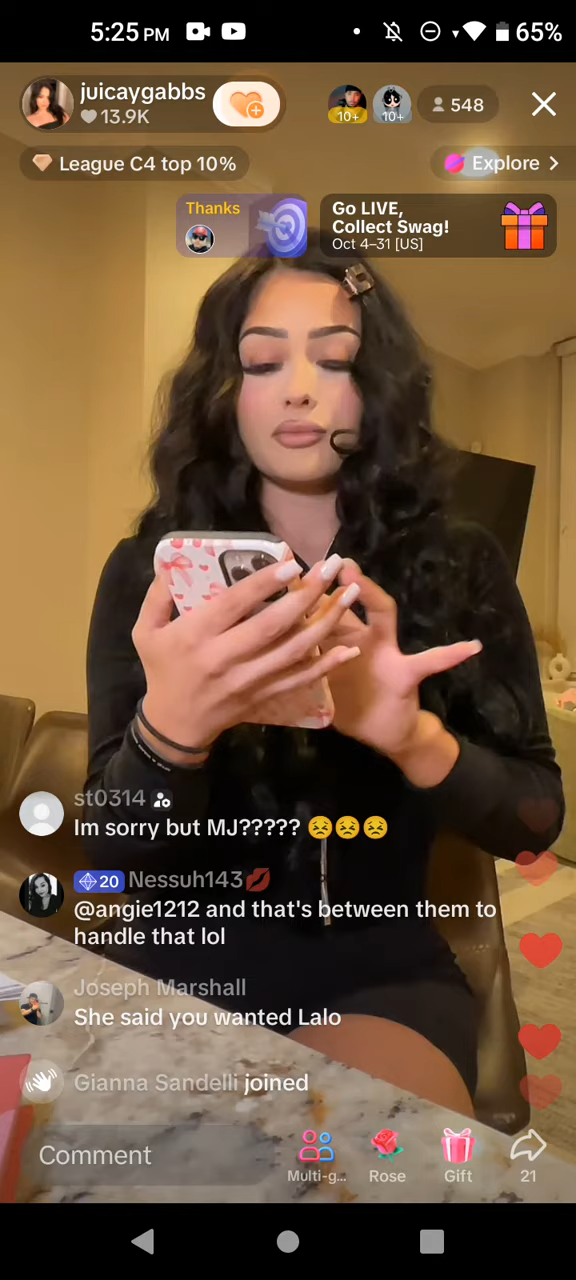 5:25 PM
65%
juicaygabbs
13.9K
10+
10+
548
League C4 top 10%
Explore >
Thanks
Go LIVE,
Collect Swag!
Oct 4–31 [US]
st0314
Im sorry but MJ????? 😣😣😣
20 Nessuh143💋
@angie1212 and that's between them to
handle that lol
Joseph Marshall
She said you wanted Lalo
Gianna Sandelli joined
Comment
Multi-g...
Rose
Gift
21